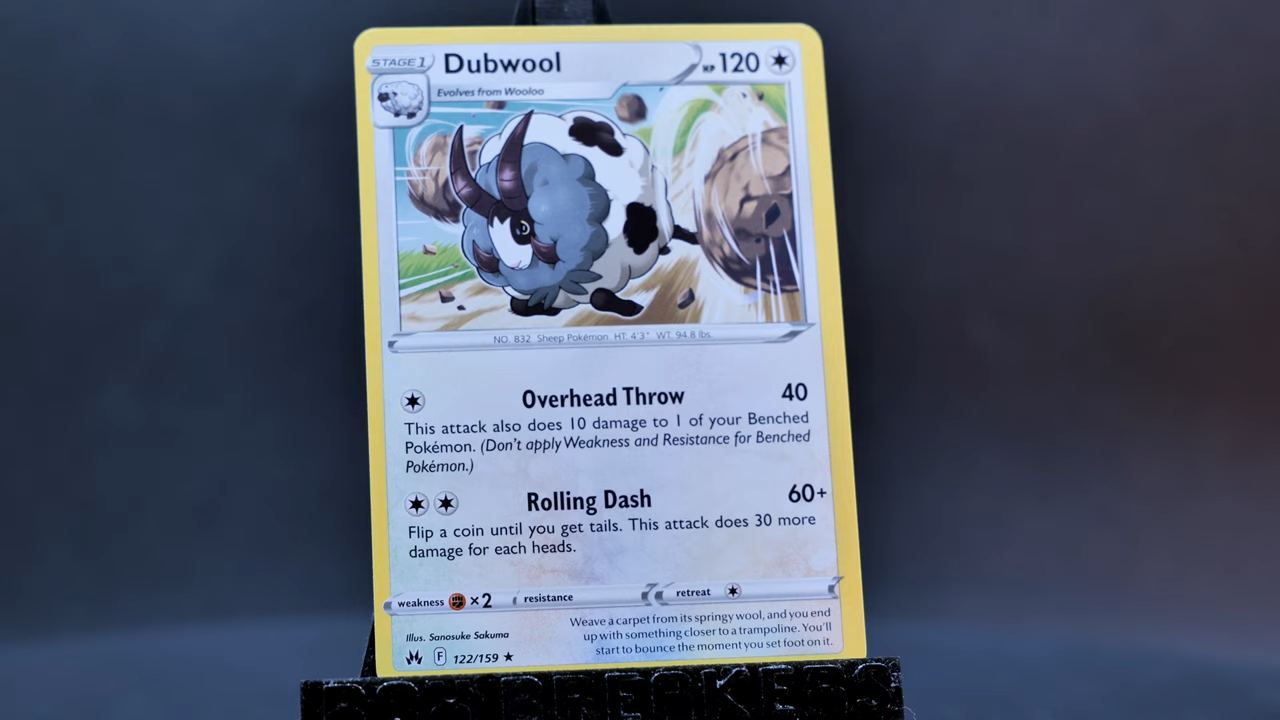 STAGE 1 Dubwool HP 120
Evolves from Wooloo
NO. 832 Sheep Pokémon HT: 4'3" WT: 94.8 lbs.
Overhead Throw 40
This attack also does 10 damage to 1 of your Benched
Pokémon. (Don't apply Weakness and Resistance for Benched
Pokémon.)
Rolling Dash 60+
Flip a coin until you get tails. This attack does 30 more
damage for each heads.
weakness ×2 resistance retreat
Weave a carpet from its springy wool, and you end
up with something closer to a trampoline. You'll
start to bounce the moment you set foot on it.
Illus. Sanosuke Sakuma
F 122/159 ★